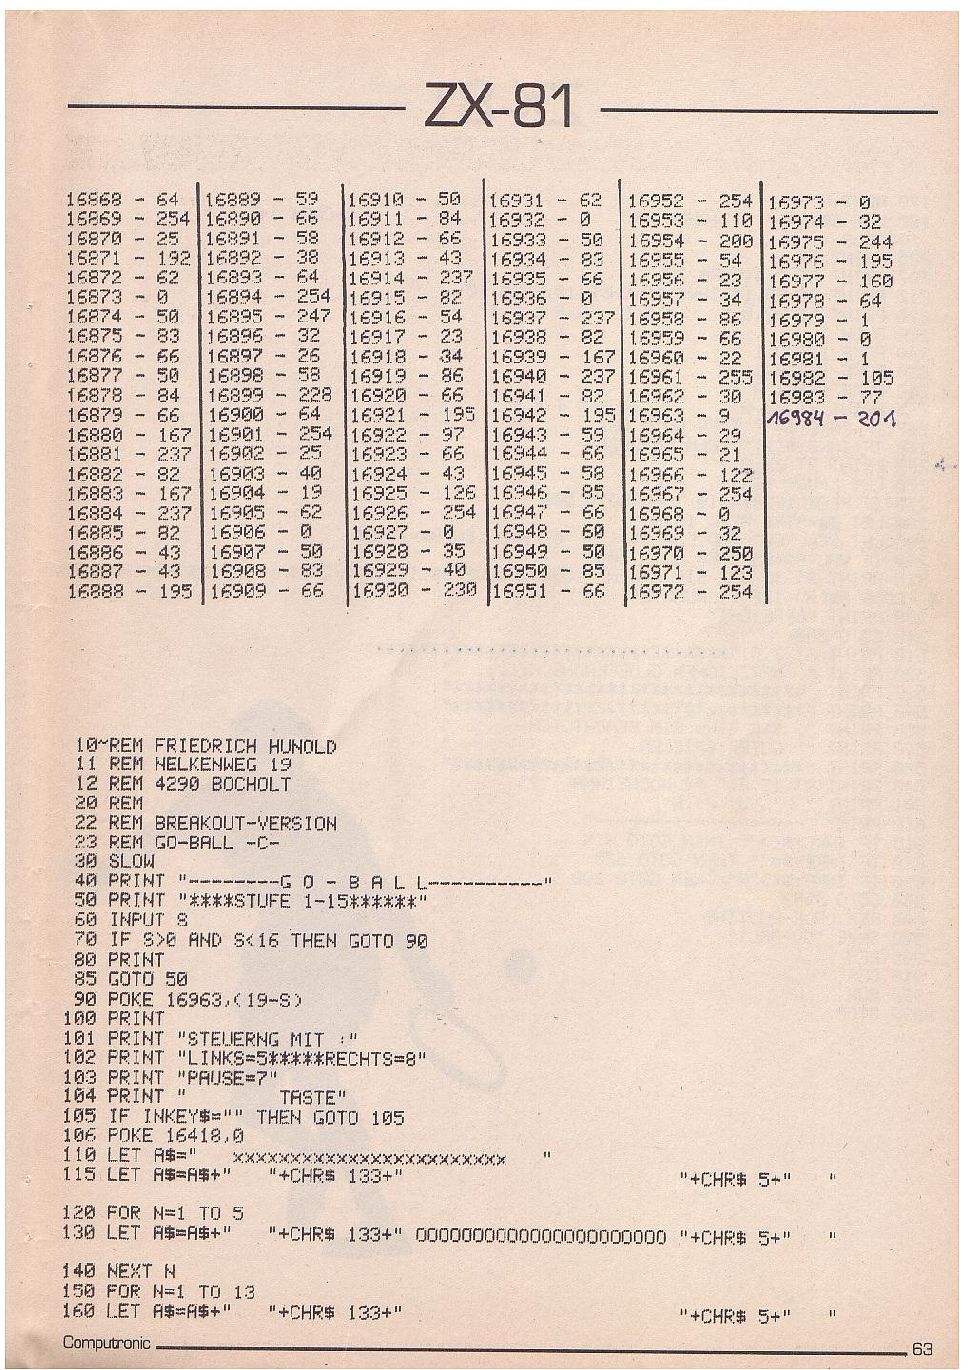 ZX-81
16868 - 64 16889 - 59 16910 - 50 16931 - 62 16952 - 254 16973 - 0
16869 - 254 16890 - 66 16911 - 84 16932 - 0 16953 - 110 16974 - 32
16870 - 25 16891 - 58 16912 - 66 16933 - 50 16954 - 200 16975 - 244
16871 - 192 16892 - 38 16913 - 43 16934 - 83 16955 - 54 16976 - 195
16872 - 62 16893 - 64 16914 - 237 16935 - 66 16956 - 23 16977 - 160
16873 - 0 16894 - 254 16915 - 82 16936 - 0 16957 - 34 16978 - 64
16874 - 50 16895 - 247 16916 - 54 16937 - 237 16958 - 86 16979 - 1
16875 - 83 16896 - 32 16917 - 23 16938 - 82 16959 - 66 16980 - 0
16876 - 66 16897 - 26 16918 - 34 16939 - 167 16960 - 22 16981 - 1
16877 - 50 16898 - 58 16919 - 86 16940 - 237 16961 - 255 16982 - 105
16878 - 84 16899 - 228 16920 - 66 16941 - 82 16962 - 30 16983 - 77
16879 - 66 16900 - 64 16921 - 195 16942 - 195 16963 - 9 16984 - 201
16880 - 167 16901 - 254 16922 - 97 16943 - 59 16964 - 29
16881 - 237 16902 - 25 16923 - 66 16944 - 66 16965 - 21
16882 - 82 16903 - 40 16924 - 43 16945 - 58 16966 - 122
16883 - 167 16904 - 19 16925 - 126 16946 - 85 16967 - 254
16884 - 237 16905 - 62 16926 - 254 16947 - 66 16968 - 0
16885 - 82 16906 - 0 16927 - 0 16948 - 60 16969 - 32
16886 - 43 16907 - 50 16928 - 35 16949 - 50 16970 - 250
16887 - 43 16908 - 83 16929 - 40 16950 - 85 16971 - 123
16888 - 195 16909 - 66 16930 - 230 16951 - 66 16972 - 254
10~REM FRIEDRICH HUNOLD
11 REM NELKENWEG 19
12 REM 4290 BOCHOLT
20 REM
22 REM BREAKOUT-VERSION
23 REM GO-BALL -C-
30 SLOW
40 PRINT "--------G O - B A L L-----------"
50 PRINT "****STUFE 1-15******"
60 INPUT S
70 IF S>0 AND S<16 THEN GOTO 90
80 PRINT
85 GOTO 50
90 POKE 16963,(19-S)
100 PRINT
101 PRINT "STEUERNG MIT :"
102 PRINT "LINKS=5*****RECHTS=8"
103 PRINT "PAUSE=7"
104 PRINT "         TASTE"
105 IF INKEY$="" THEN GOTO 105
106 POKE 16418,0
110 LET A$="   xxxxxxxxxxxxxxxxxxxxxxxx   "
115 LET A$=A$+"   "+CHR$ 133+"                      "+CHR$ 5+"   "
120 FOR N=1 TO 5
130 LET A$=A$+"   "+CHR$ 133+" OOOOOOOOOOOOOOOOOOOO "+CHR$ 5+"   "
140 NEXT N
150 FOR N=1 TO 13
160 LET A$=A$+"   "+CHR$ 133+"                      "+CHR$ 5+"   "
Computronic 63